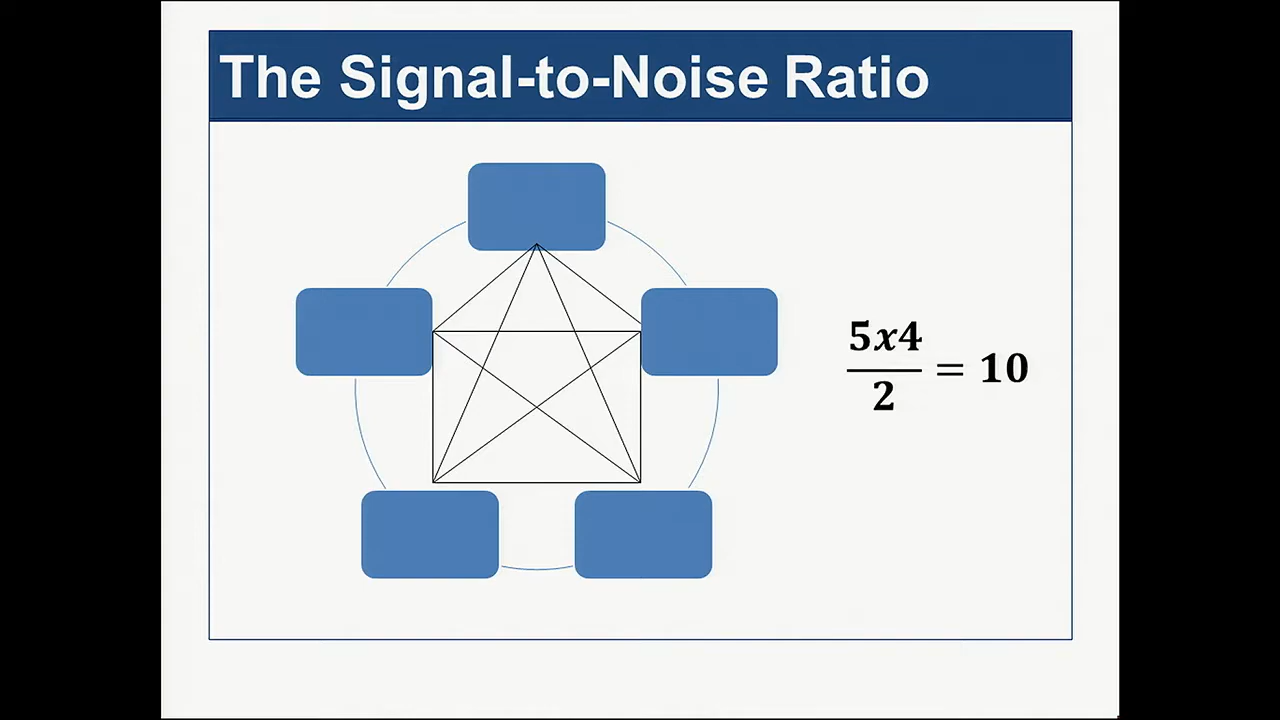 The Signal-to-Noise Ratio
5x4
2
= 10